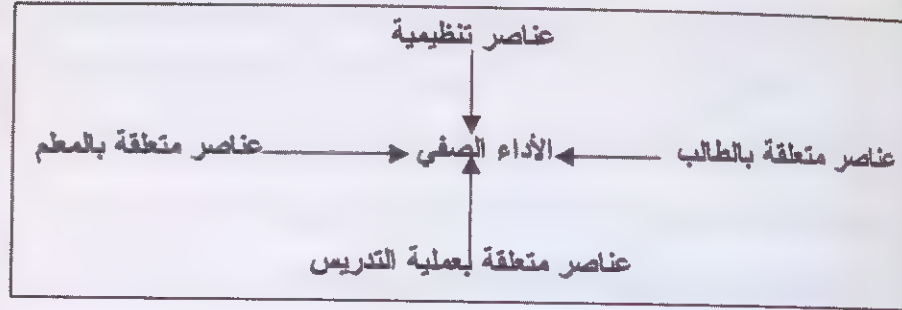 عناصر تنظيمية
عناصر متعلقة بالطالب
الأداء الصفي
عناصر متعلقة بالمعلم
عناصر متعلقة بعملية التدريس